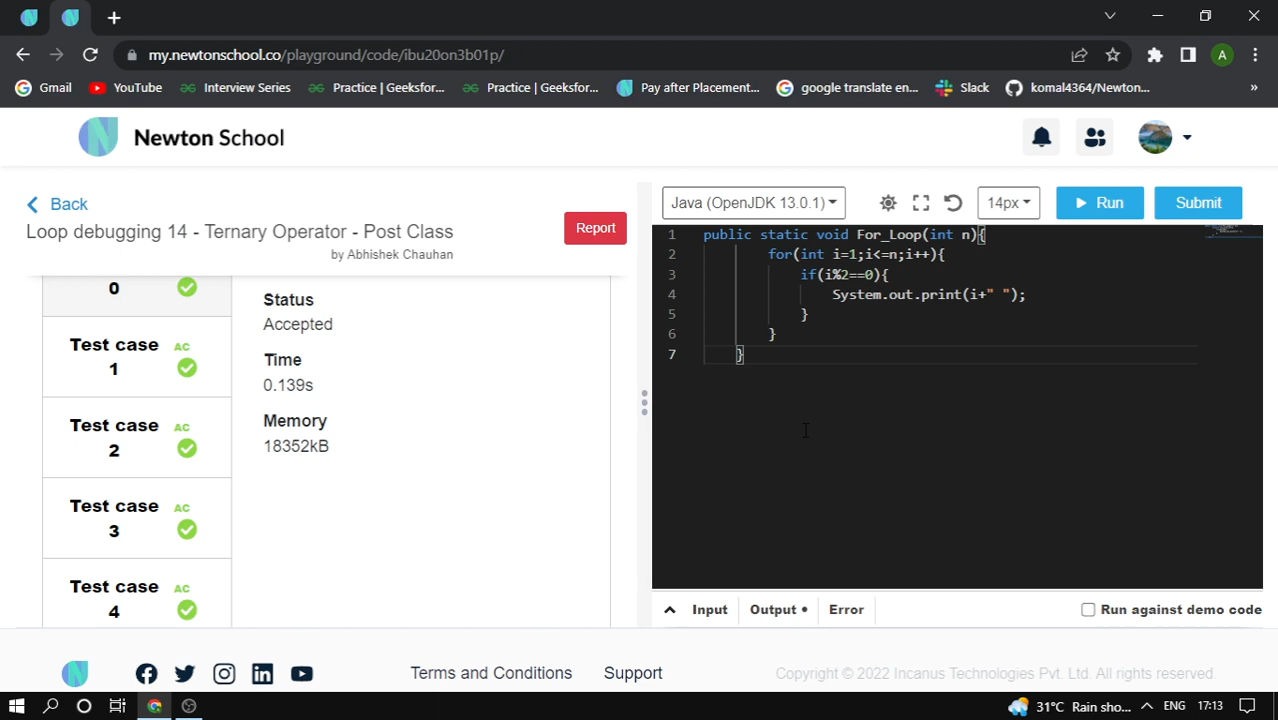 my.newtonschool.co/playground/code/ibu20on3b01p/
A
Gmail YouTube Interview Series Practice | Geeksfor... Practice | Geeksfor... Pay after Placement... google translate en... Slack komal4364/Newton... »
Newton School
Back
Loop debugging 14 - Ternary Operator - Post Class
by Abhishek Chauhan
Report
0
Test case AC
1
Test case AC
2
Test case AC
3
Test case AC
4
Status
Accepted
Time
0.139s
Memory
18352kB
Java (OpenJDK 13.0.1) 14px Run Submit
1 public static void For_Loop(int n){
2 for(int i=1;i<=n;i++){
3 if(i%2==0){
4 System.out.print(i+" ");
5 }
6 }
7 }
Input Output • Error Run against demo code
Terms and Conditions Support Copyright © 2022 Incanus Technologies Pvt. Ltd. All rights reserved.
31°C Rain sho... ENG 17:13